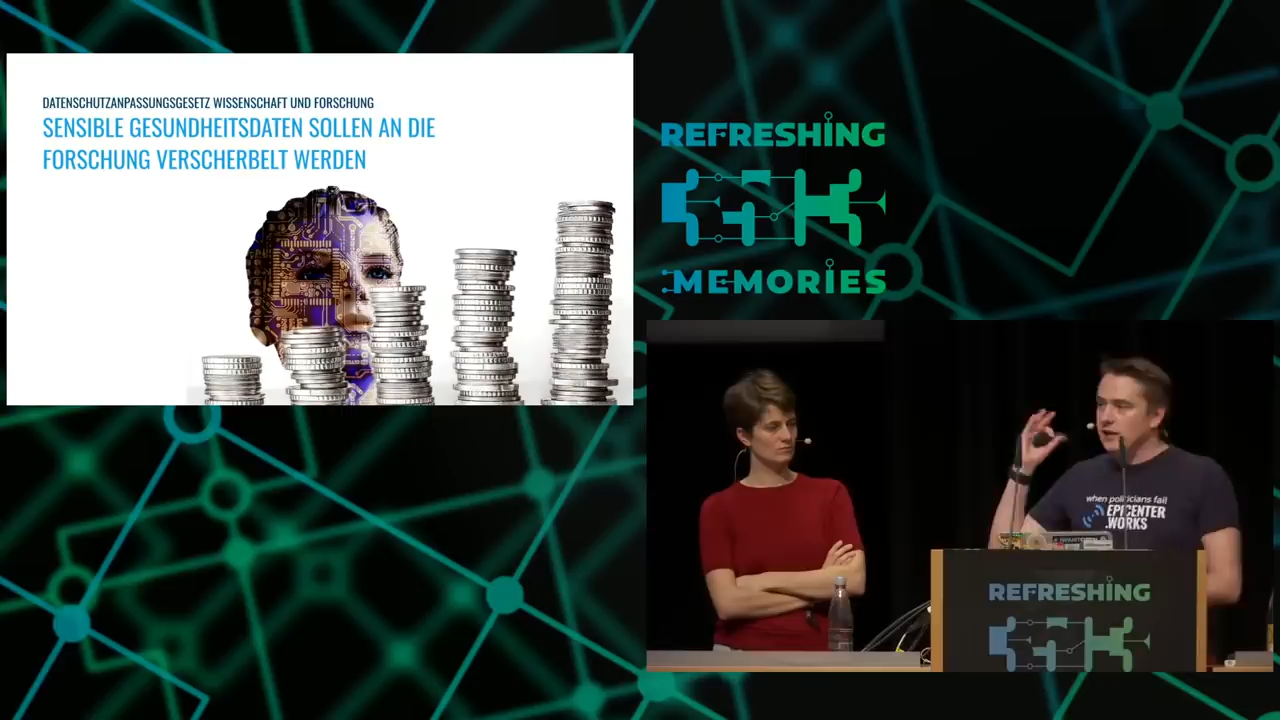 DATENSCHUTZANPASSUNGSGESETZ WISSENSCHAFT UND FORSCHUNG
SENSIBLE GESUNDHEITSDATEN SOLLEN AN DIE
FORSCHUNG VERSCHERBELT WERDEN
REFRESHING
MEMORIES
when politicians fail
EPICENTER
.WORKS
REFRESHING